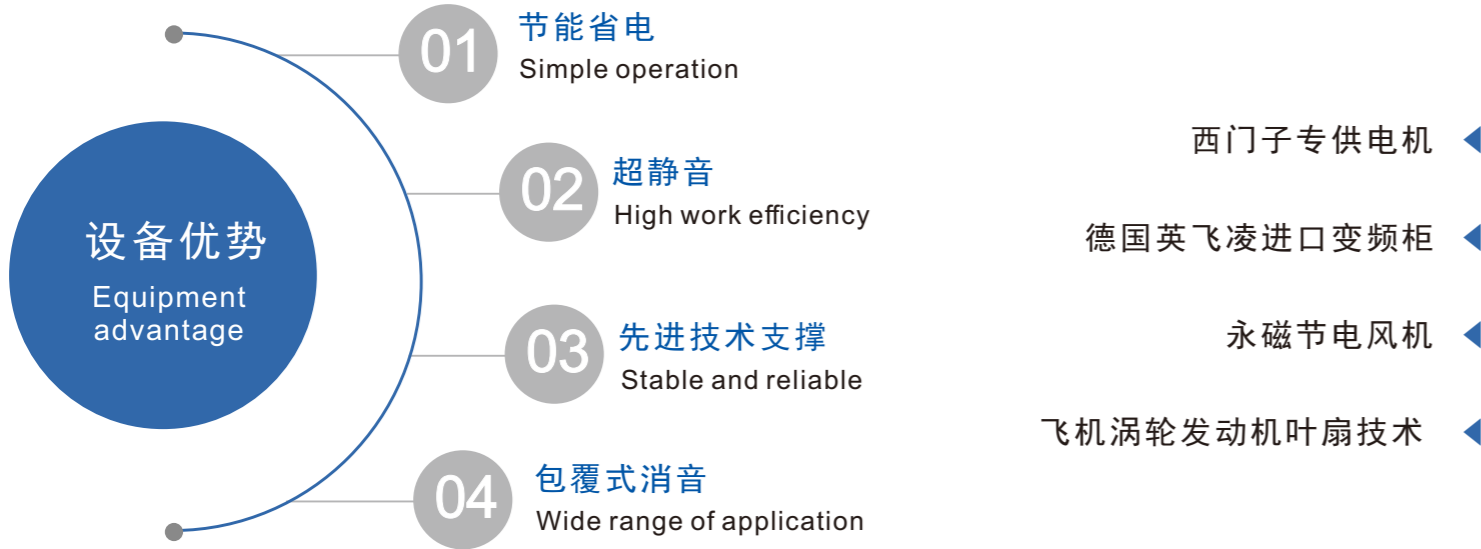 设备优势
Equipment
advantage
01
节能省电
Simple operation
02
超静音
High work efficiency
03
先进技术支撑
Stable and reliable
04
包覆式消音
Wide range of application
西门子专供电机
德国英飞凌进口变频柜
永磁节电风机
飞机涡轮发动机叶扇技术